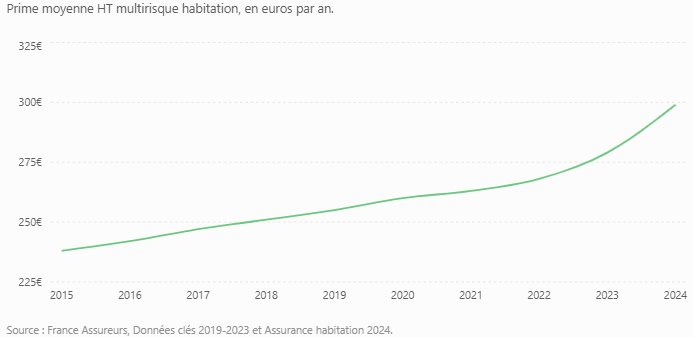 Prime moyenne HT multirisque habitation, en euros par an.
325€
300€
275€
250€
225€
2015 2016 2017 2018 2019 2020 2021 2022 2023 2024
Source : France Assureurs, Données clés 2019-2023 et Assurance habitation 2024.